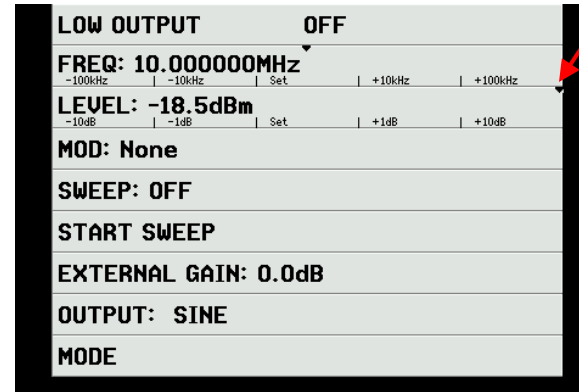 LOW OUTPUT OFF
FREQ: 10.000000MHz
-100kHz | -10kHz | Set | +10kHz | +100kHz
LEVEL: -18.5dBm
-10dB | -1dB | Set | +1dB | +10dB
MOD: None
SWEEP: OFF
START SWEEP
EXTERNAL GAIN: 0.0dB
OUTPUT: SINE
MODE